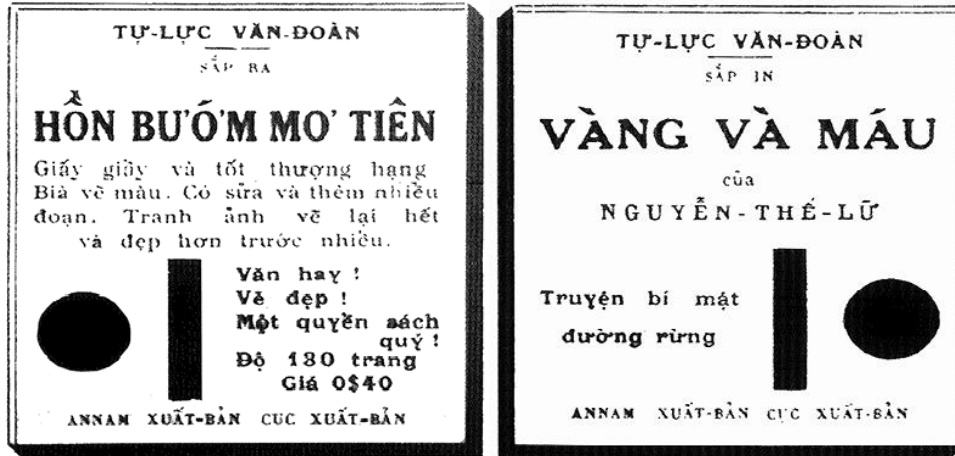 TỰ-LỰC VĂN-ĐOÀN
SẮP RA
HỒN BƯỚM MƠ TIÊN
Giấy giầy và tốt thượng hạng
Bìa vẽ màu. Có sửa và thêm nhiều
đoạn. Tranh ảnh vẽ lại hết
và đẹp hơn trước nhiều.
Văn hay !
Vẽ đẹp !
Một quyển sách
quý !
Độ 130 trang
Giá 0$40
ANNAM XUẤT-BẢN CỤC XUẤT-BẢN
TỰ-LỰC VĂN-ĐOÀN
SẮP IN
VÀNG VÀ MÁU
của
NGUYỄN-THẾ-LỮ
Truyện bí mật
đường rừng
ANNAM XUẤT-BẢN CỤC XUẤT-BẢN